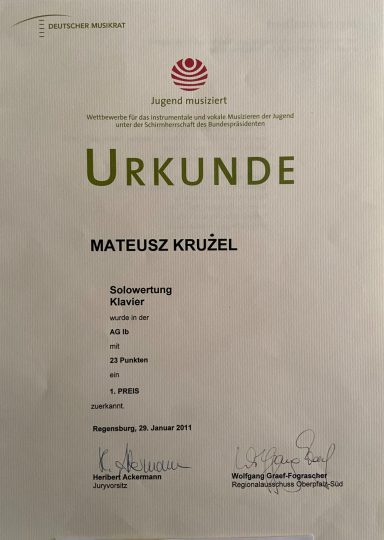 DEUTSCHER MUSIKRAT
Jugend musiziert
Wettbewerbe für das instrumentale und vokale Musizieren der Jugend
unter der Schirmherrschaft des Bundespräsidenten
URKUNDE
MATEUSZ KRUŻEL
Solowertung
Klavier
wurde in der
AG Ib
mit
23 Punkten
ein
1. PREIS
zuerkannt.
Regensburg, 29. Januar 2011
Heribert Ackermann
Juryvorsitz
Wolfgang Graef-Fograscher
Regionalausschuss Oberpfalz-Süd